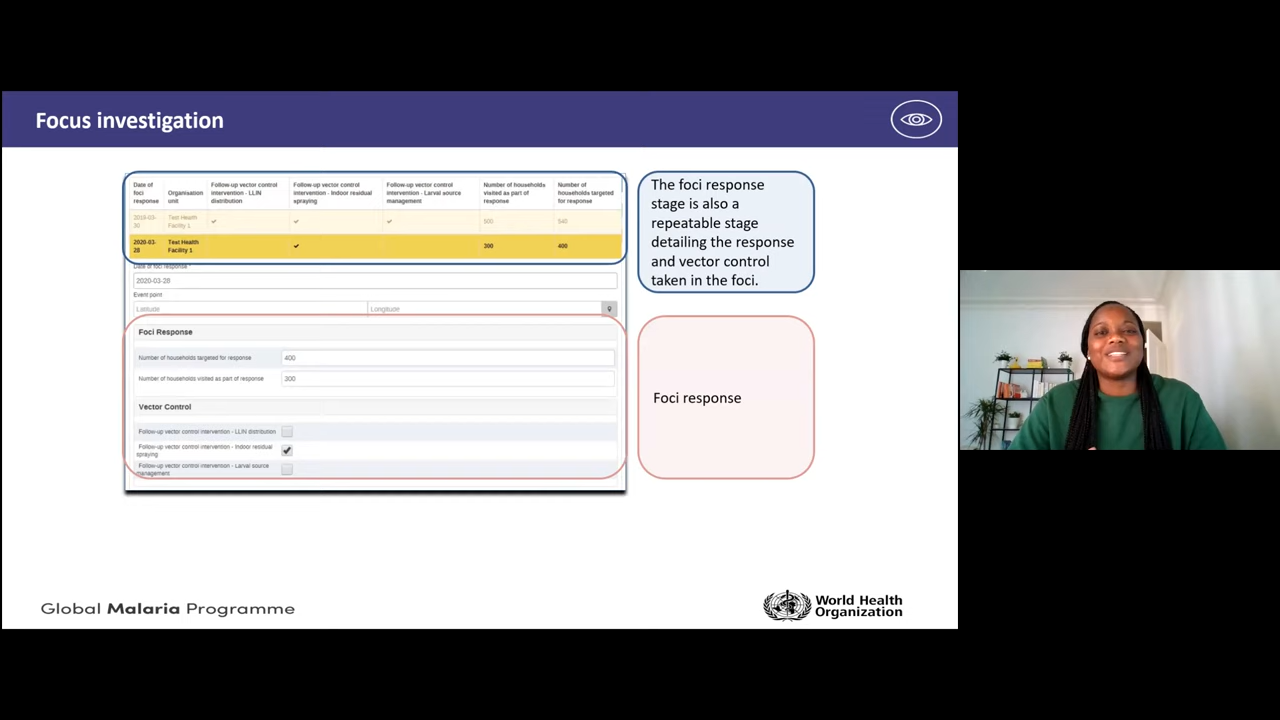 Focus investigation
Date of foci response
Organisation unit
Follow-up vector control intervention - LLIN distribution
Follow-up vector control intervention - Indoor residual spraying
Follow-up vector control intervention - Larval source management
Number of households visited as part of response
Number of households targeted for response
2019-03-30
Test Health Facility 1
500
540
2020-03-28
Test Health Facility 1
300
400
Date of foci response *
2020-03-28
Event point
Latitude
Longitude
Foci Response
Number of households targeted for response
400
Number of households visited as part of response
300
Vector Control
Follow-up vector control intervention - LLIN distribution
Follow-up vector control intervention - Indoor residual
spraying
Follow-up vector control intervention - Larval source
management
The foci response
stage is also a
repeatable stage
detailing the response
and vector control
taken in the foci.
Foci response
Global Malaria Programme
World Health
Organization